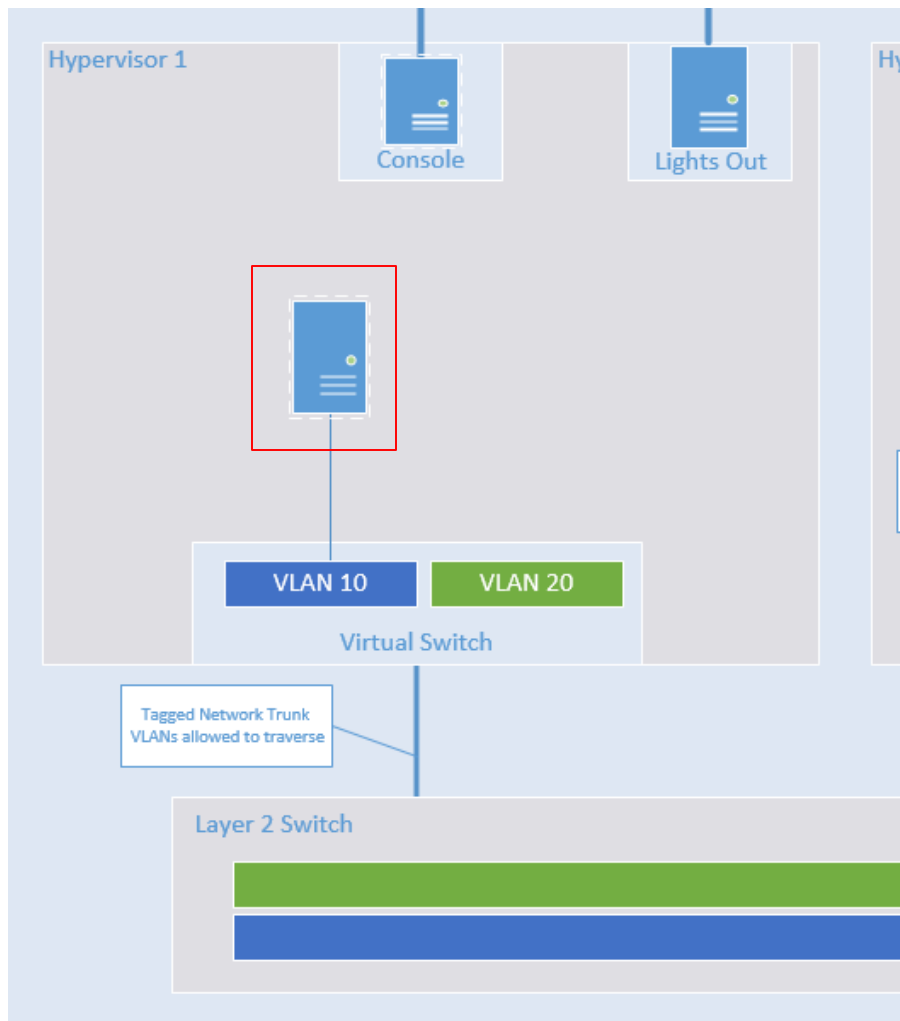 Hypervisor 1
Console
Lights Out
VLAN 10
VLAN 20
Virtual Switch
Tagged Network Trunk
VLANs allowed to traverse
Layer 2 Switch